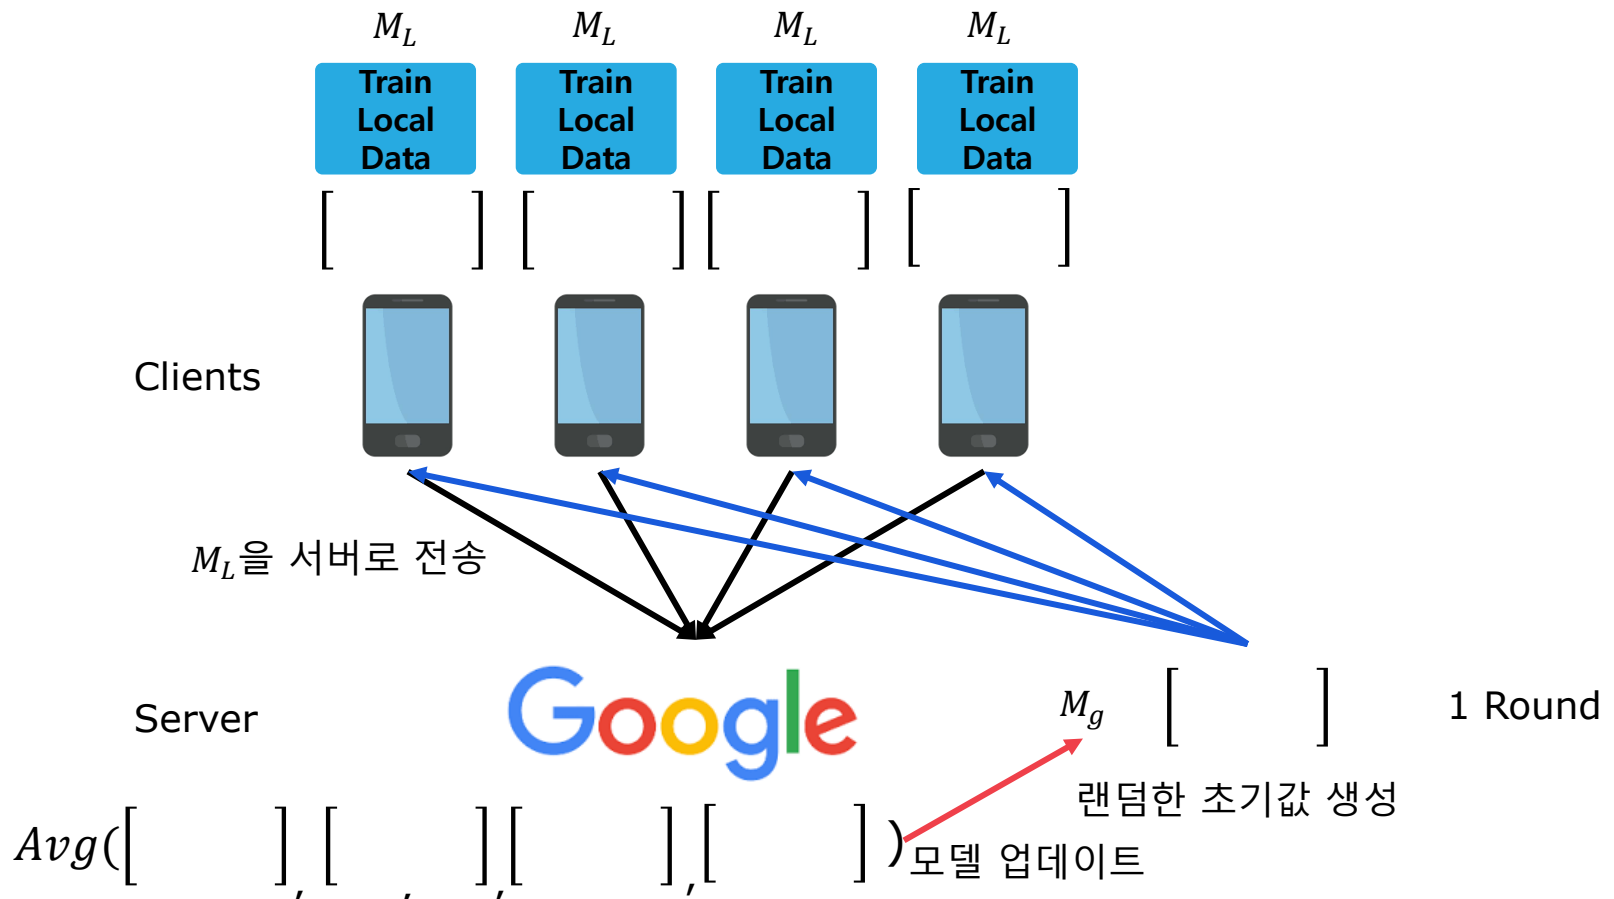 M_L M_L M_L M_L
Train Local Data
Train Local Data
Train Local Data
Train Local Data
[ ] [ ] [ ] [ ]
Clients
M_L을 서버로 전송
Server
Google
M_g [ ]
1 Round
랜덤한 초기값 생성
Avg([ ], [ ], [ ], [ ])
,
모델 업데이트